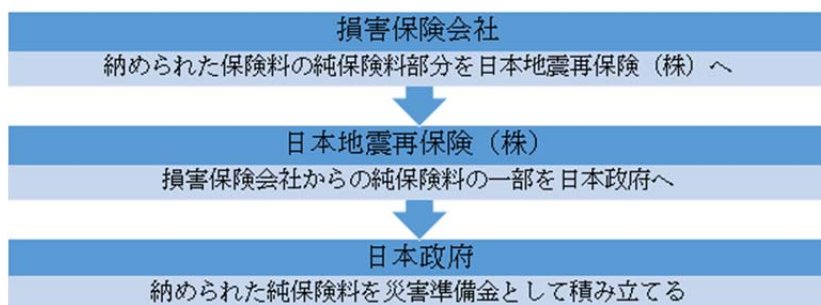 損害保険会社
納められた保険料の純保険料部分を日本地震再保険（株）へ
日本地震再保険（株）
損害保険会社からの純保険料の一部を日本政府へ
日本政府
納められた純保険料を災害準備金として積み立てる